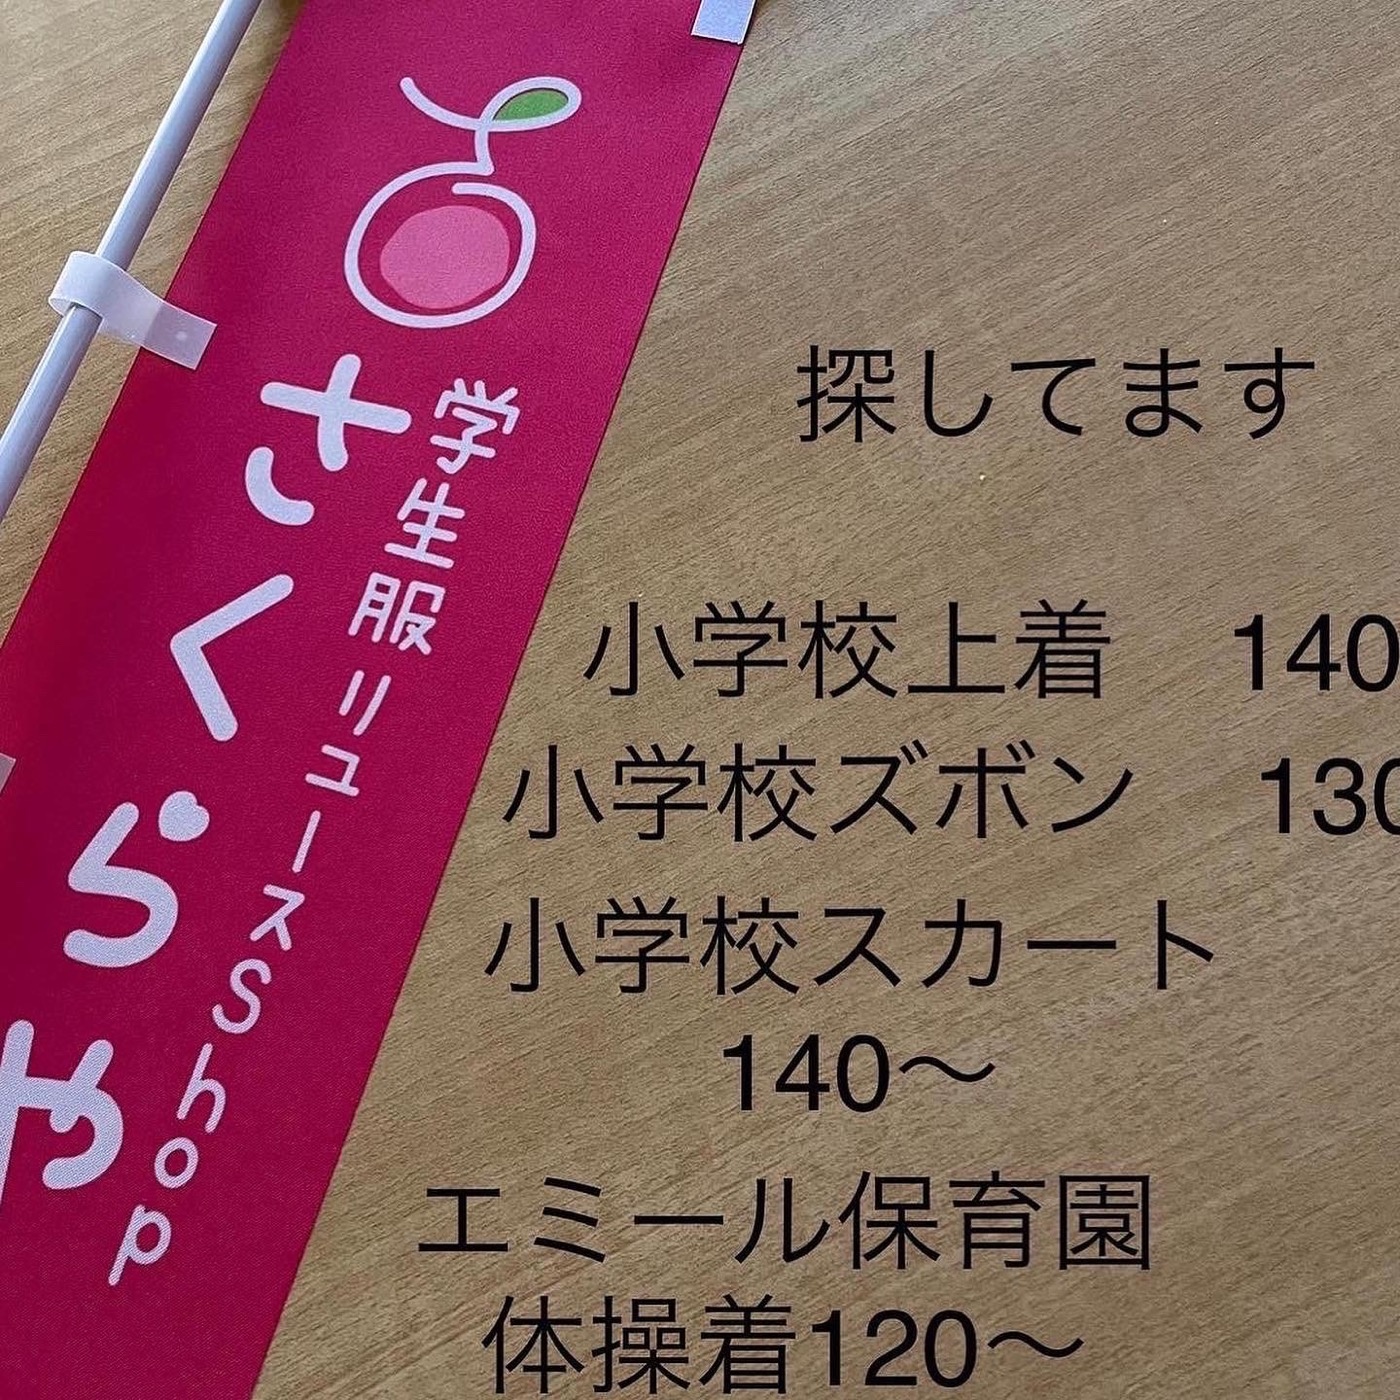 さくらや
学生服リユースShop
探してます
小学校上着　140
小学校ズボン　130
小学校スカート
140〜
エミール保育園
体操着120〜